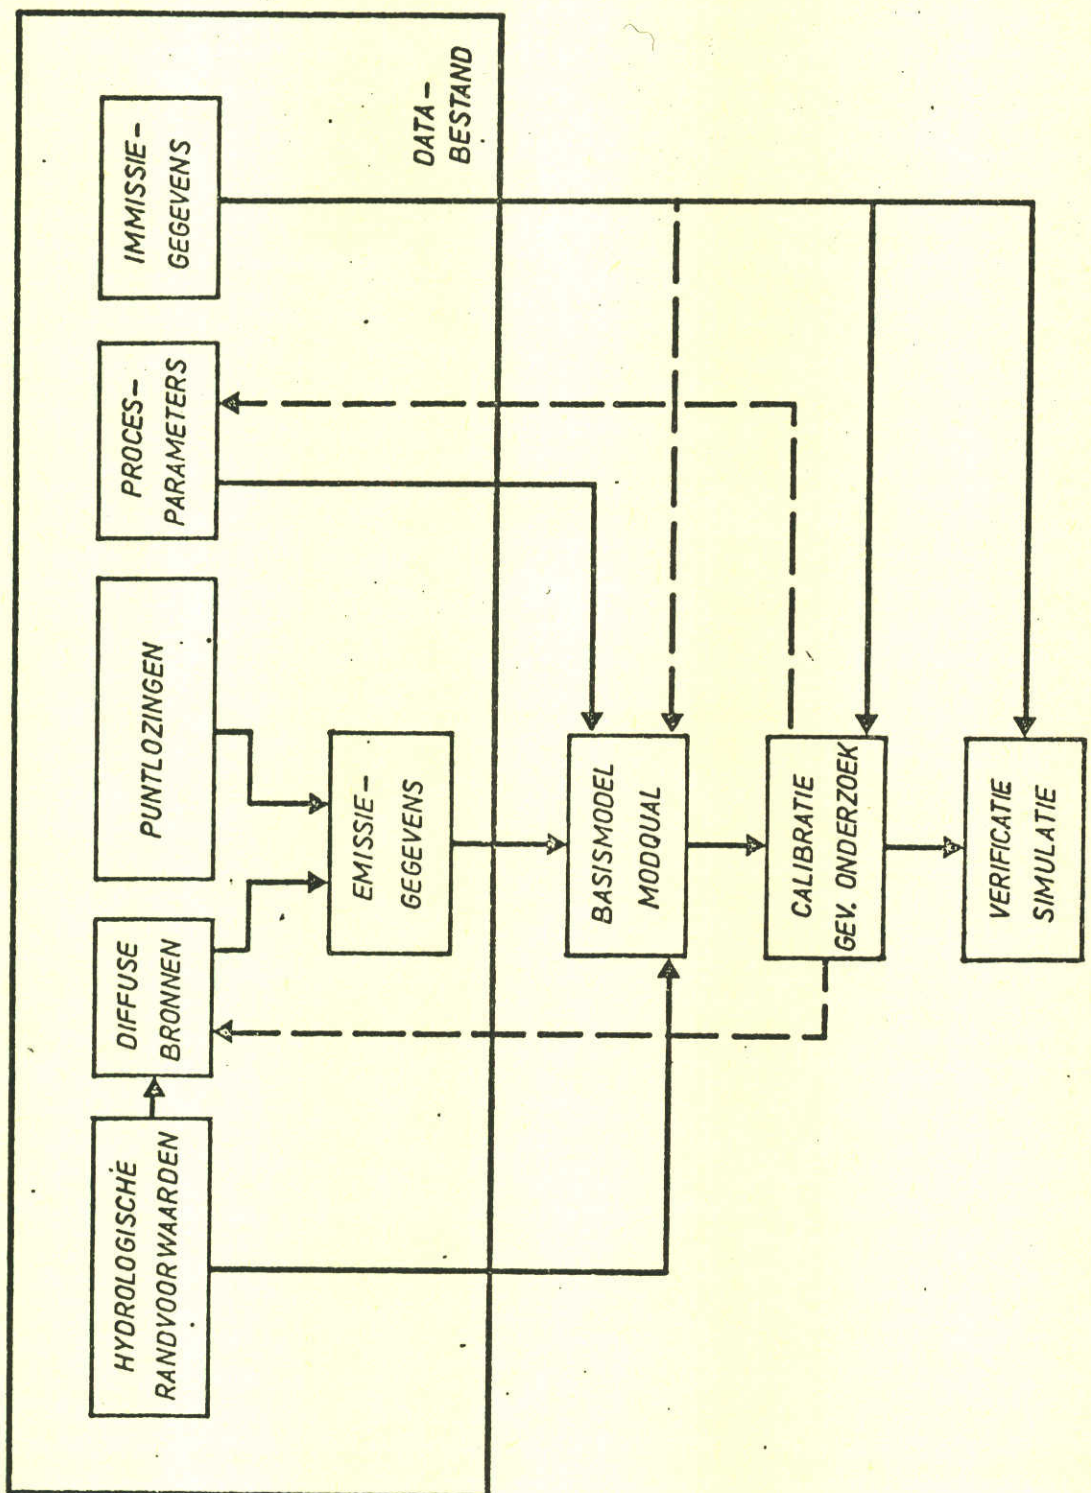 HYDROLOGISCHE
RANDVOORWAARDEN
DIFFUSE
BRONNEN
PUNTLOZINGEN
PROCES-
PARAMETERS
IMMISSIE-
GEGEVENS
EMISSIE-
GEGEVENS
DATA-
BESTAND
BASISMODEL
MODQUAL
CALIBRATIE
GEV. ONDERZOEK
VERIFICATIE
SIMULATIE